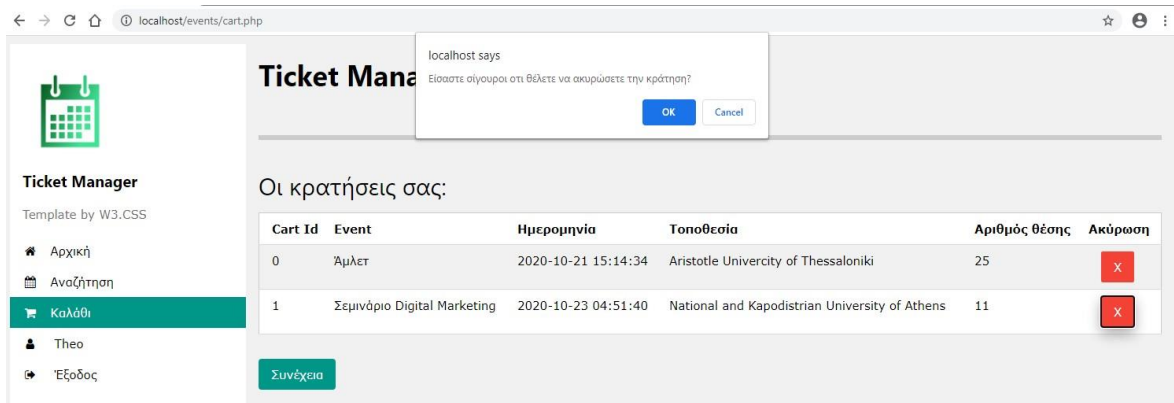 localhost/events/cart.php
localhost says
Είσαστε σίγουροι οτι θέλετε να ακυρώσετε την κράτηση?
OK Cancel
Ticket Mana
Ticket Manager
Template by W3.CSS
Αρχική
Αναζήτηση
Καλάθι
Theo
Έξοδος
Οι κρατήσεις σας:
Cart Id Event Ημερομηνία Τοποθεσία Αριθμός θέσης Ακύρωση
0 Άμλετ 2020-10-21 15:14:34 Aristotle Univercity of Thessaloniki 25 X
1 Σεμινάριο Digital Marketing 2020-10-23 04:51:40 National and Kapodistrian University of Athens 11 X
Συνέχεια